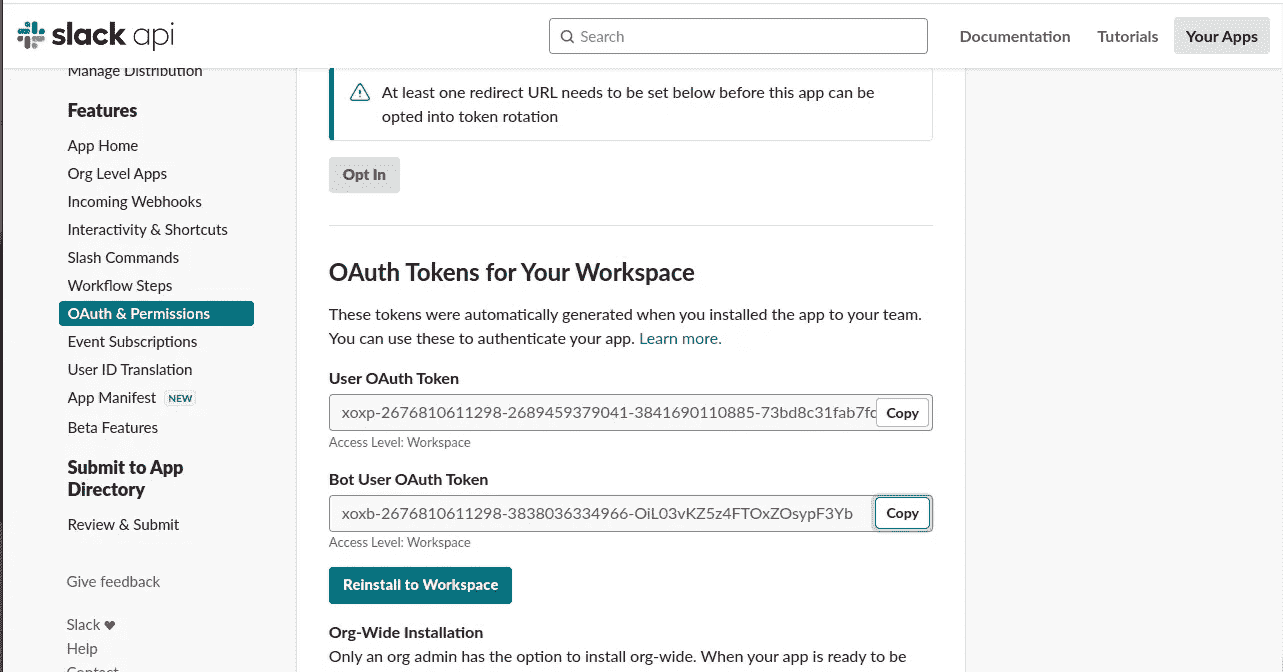 slack api
Search
Documentation
Tutorials
Your Apps
Manage Distribution
Features
App Home
Org Level Apps
Incoming Webhooks
Interactivity & Shortcuts
Slash Commands
Workflow Steps
OAuth & Permissions
Event Subscriptions
User ID Translation
App Manifest NEW
Beta Features
Submit to App
Directory
Review & Submit
Give feedback
Slack ♥
Help
Contact
At least one redirect URL needs to be set below before this app can be
opted into token rotation
Opt In
OAuth Tokens for Your Workspace
These tokens were automatically generated when you installed the app to your team.
You can use these to authenticate your app. Learn more.
User OAuth Token
xoxp-2676810611298-2689459379041-3841690110885-73bd8c31fab7fc
Copy
Access Level: Workspace
Bot User OAuth Token
xoxb-2676810611298-3838036334966-OiL03vKZ5z4FTOxZOsypF3Yb
Copy
Access Level: Workspace
Reinstall to Workspace
Org-Wide Installation
Only an org admin has the option to install org-wide. When your app is ready to be